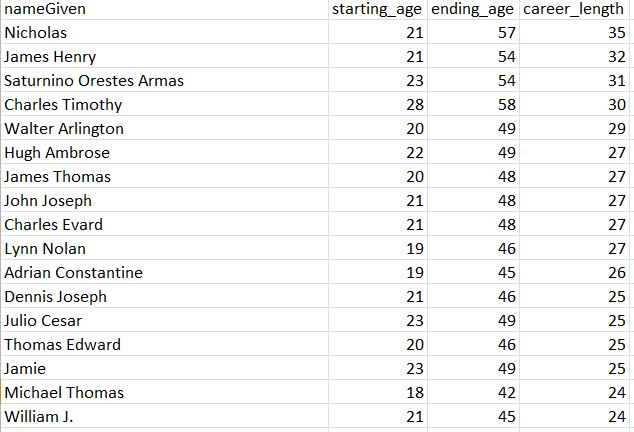 nameGiven starting_age ending_age career_length
Nicholas 21 57 35
James Henry 21 54 32
Saturnino Orestes Armas 23 54 31
Charles Timothy 28 58 30
Walter Arlington 20 49 29
Hugh Ambrose 22 49 27
James Thomas 20 48 27
John Joseph 21 48 27
Charles Evard 21 48 27
Lynn Nolan 19 46 27
Adrian Constantine 19 45 26
Dennis Joseph 21 46 25
Julio Cesar 23 49 25
Thomas Edward 20 46 25
Jamie 23 49 25
Michael Thomas 18 42 24
William J. 21 45 24